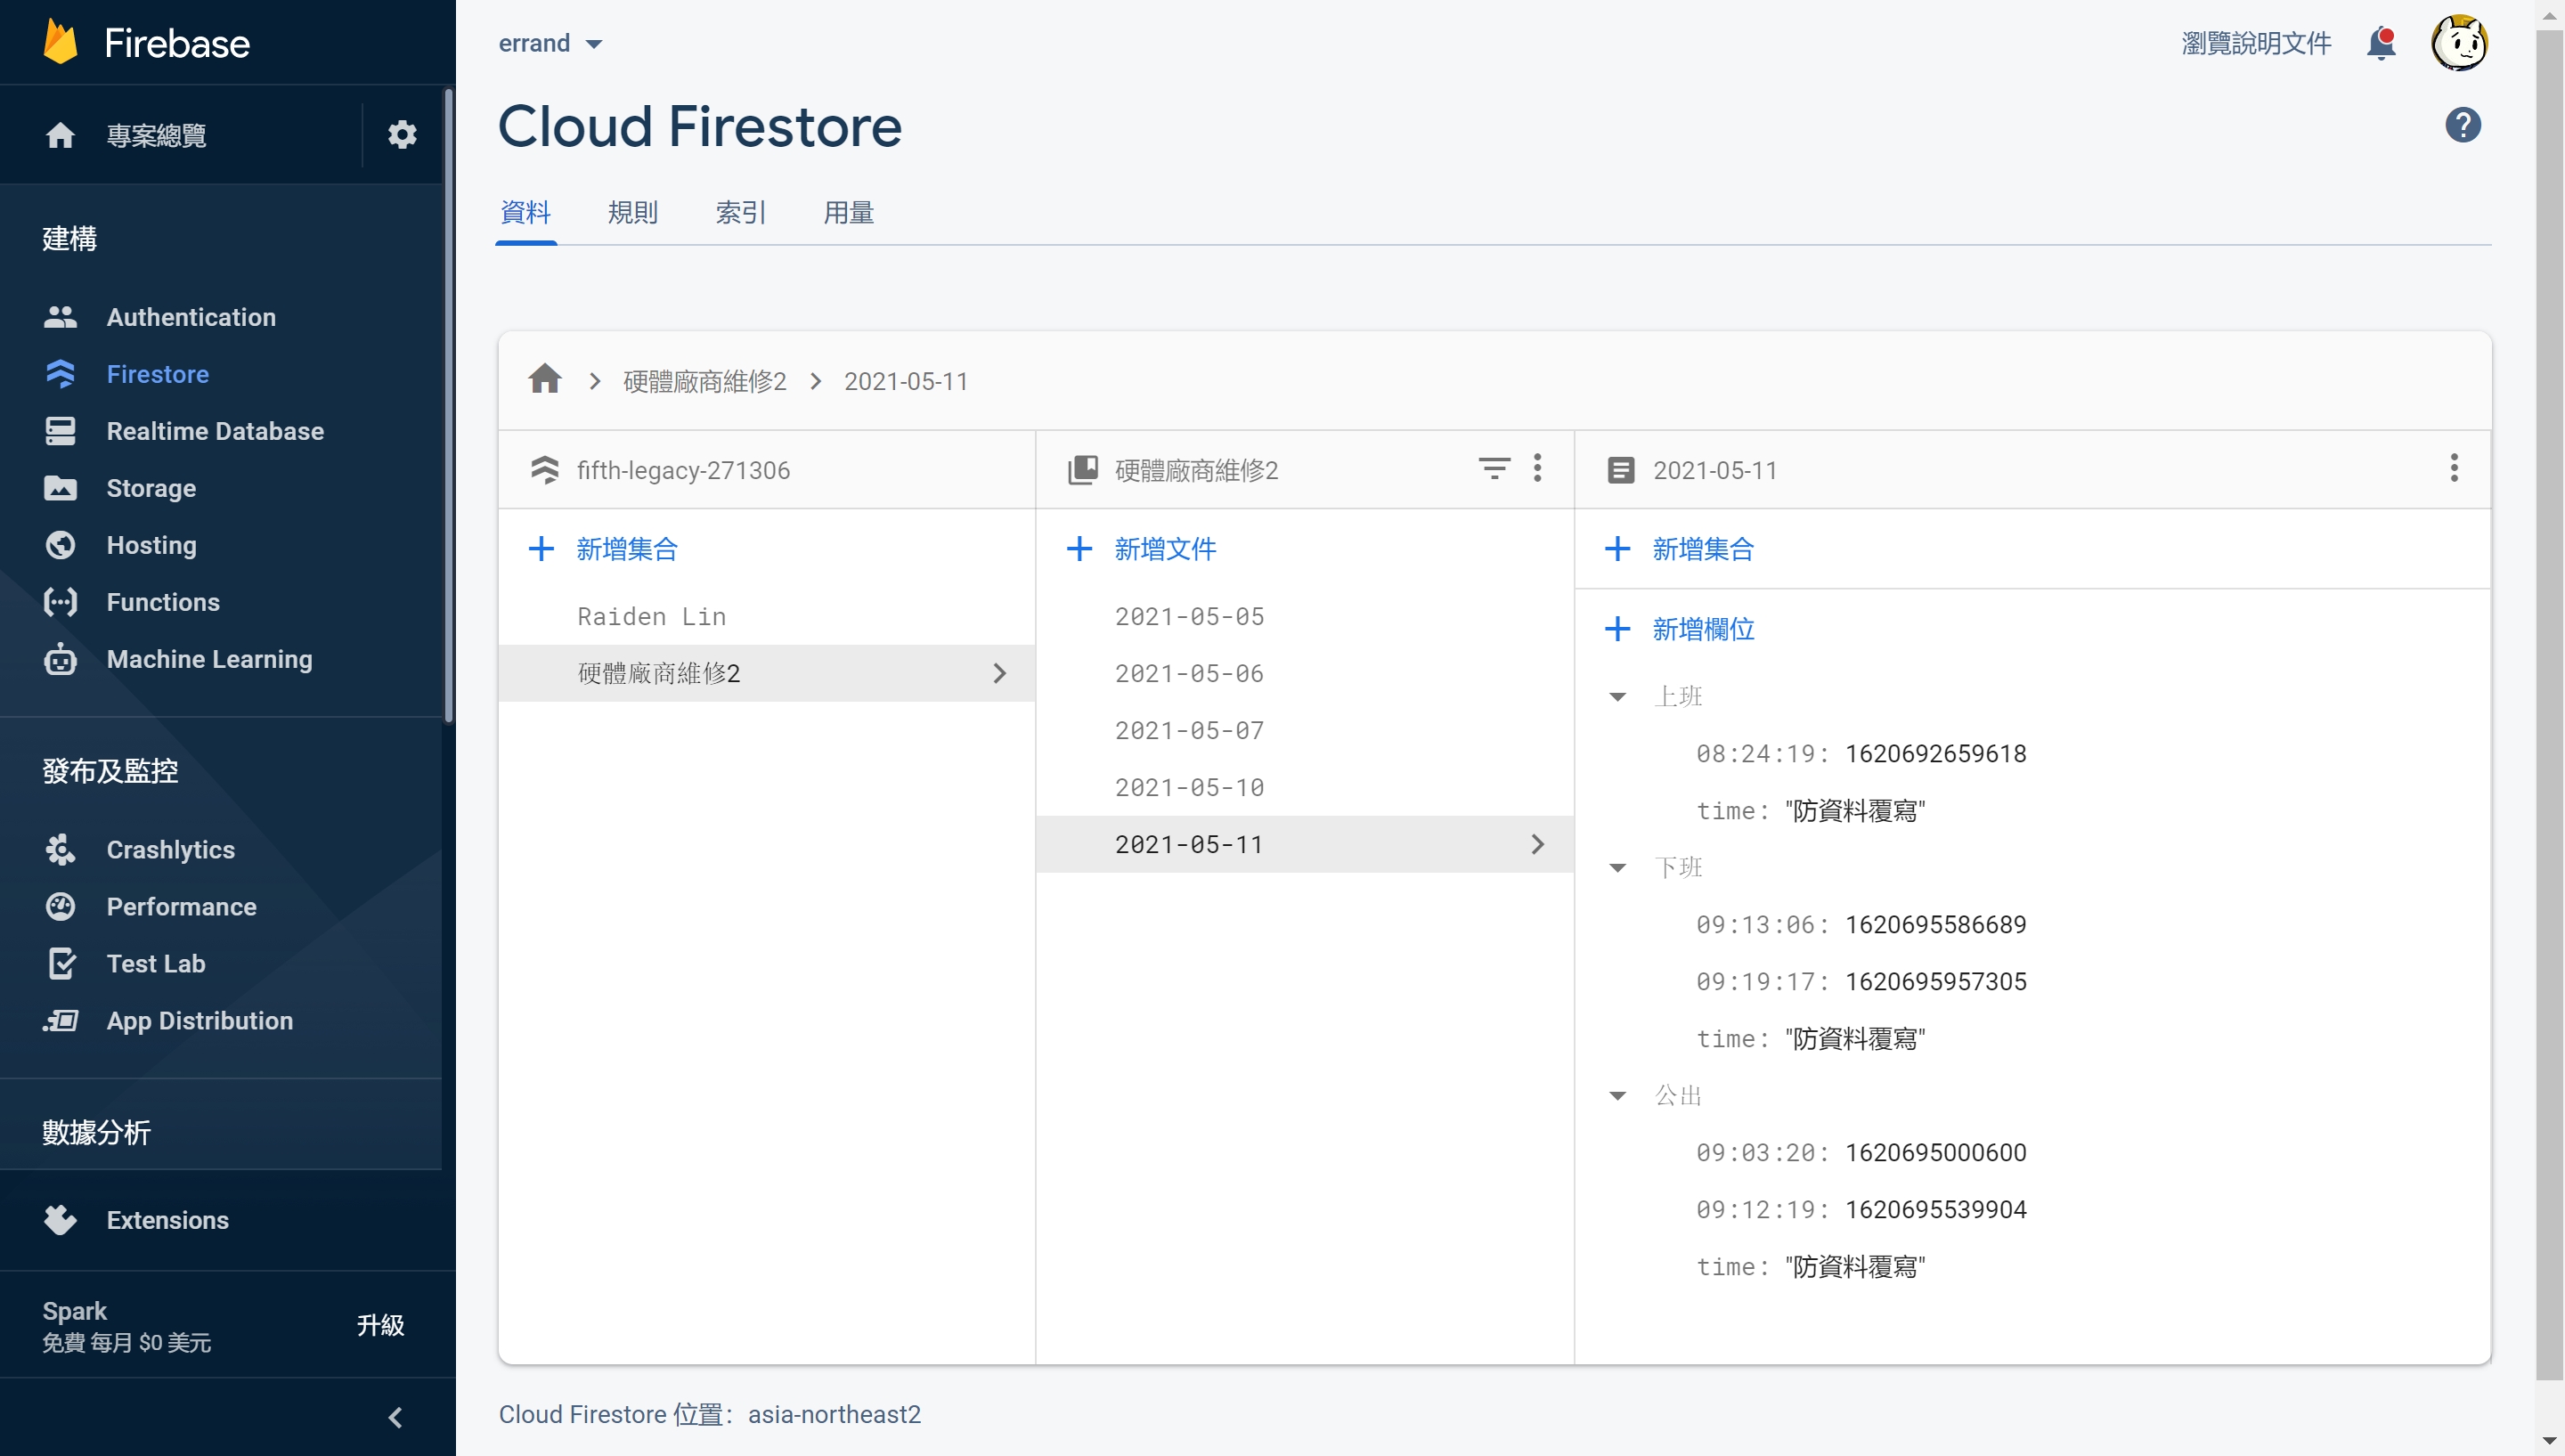 Firebase
專案總覽
建構
Authentication
Firestore
Realtime Database
Storage
Hosting
Functions
Machine Learning
發布及監控
Crashlytics
Performance
Test Lab
App Distribution
數據分析
Extensions
Spark
免費 每月 $0 美元
升級
errand
瀏覽說明文件
Cloud Firestore
資料 規則 索引 用量
硬體廠商維修2 2021-05-11
fifth-legacy-271306
新增集合
Raiden Lin
硬體廠商維修2
硬體廠商維修2
新增文件
2021-05-05
2021-05-06
2021-05-07
2021-05-10
2021-05-11
2021-05-11
新增集合
新增欄位
上班
08:24:19: 1620692659618
time: "防資料覆寫"
下班
09:13:06: 1620695586689
09:19:17: 1620695957305
time: "防資料覆寫"
公出
09:03:20: 1620695000600
09:12:19: 1620695539904
time: "防資料覆寫"
Cloud Firestore 位置：asia-northeast2